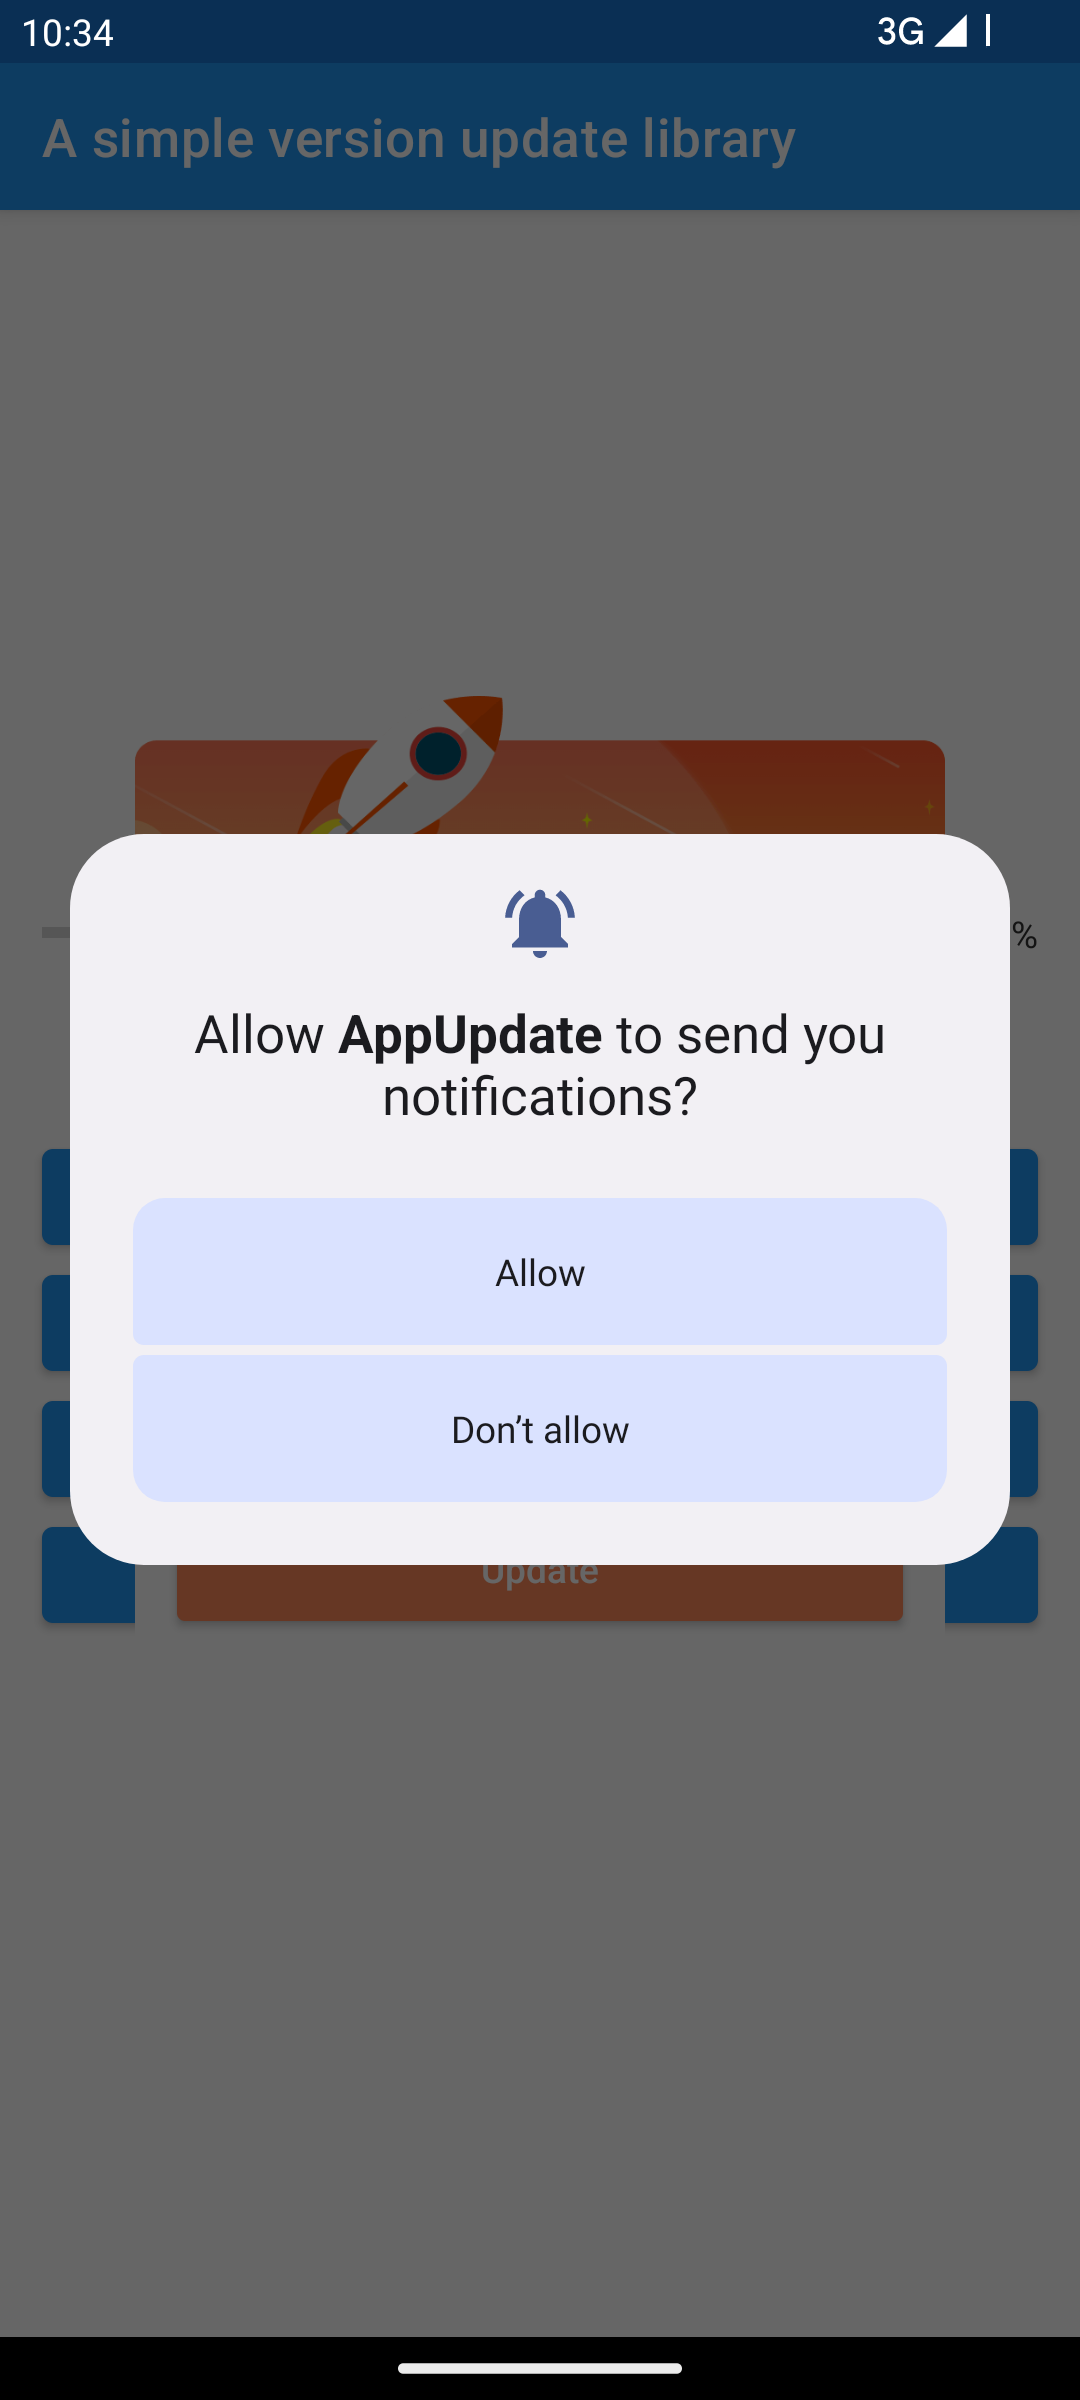 10:34
3G
A simple version update library
%
Allow AppUpdate to send you
notifications?
Allow
Don’t allow
Update